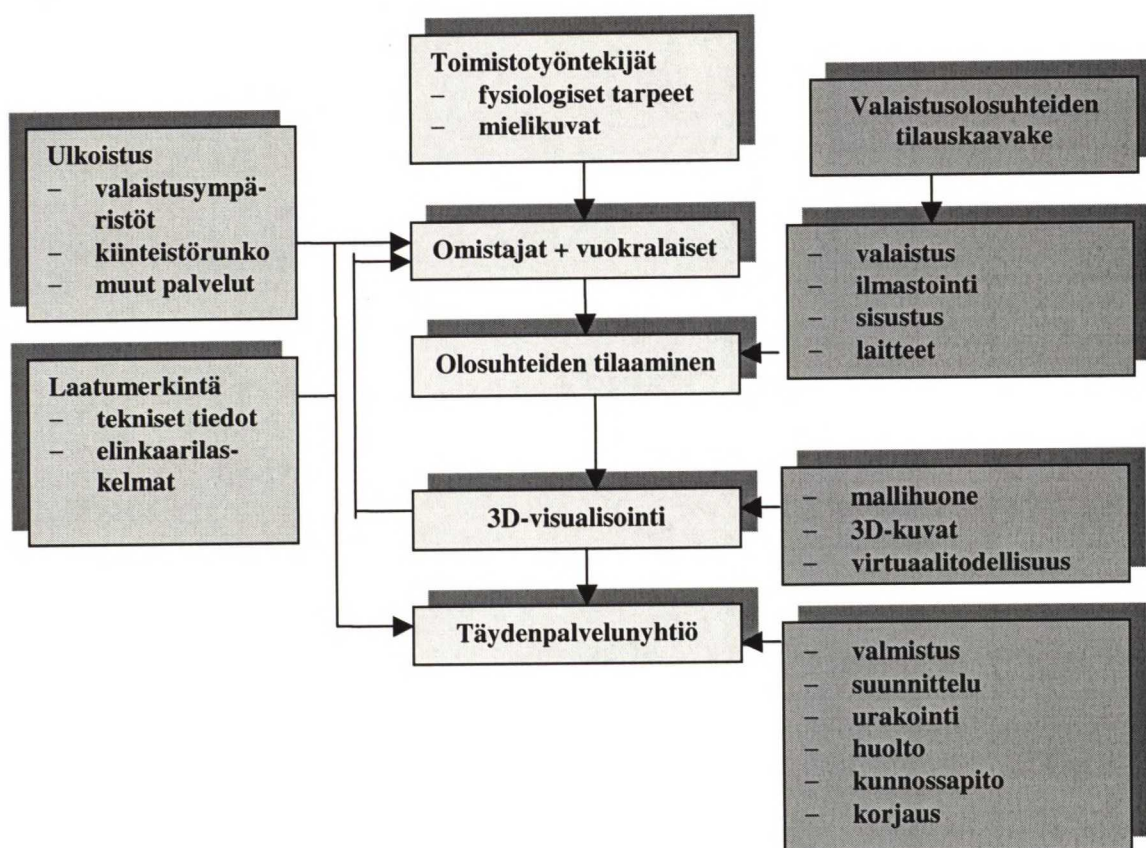 Toimistotyöntekijät
– fysiologiset tarpeet
– mielikuvat
Valaistusolosuhteiden
tilauskaavake
Ulkoistus
– valaistusympä-
ristöt
– kiinteistörunko
– muut palvelut
Omistajat + vuokralaiset
– valaistus
– ilmastointi
– sisustus
– laitteet
Olosuhteiden tilaaminen
Laatumerkintä
– tekniset tiedot
– elinkaarilas-
kelmat
3D-visualisointi
– mallihuone
– 3D-kuvat
– virtuaalitodellisuus
Täydenpalvelunyhtiö
– valmistus
– suunnittelu
– urakointi
– huolto
– kunnossapito
– korjaus